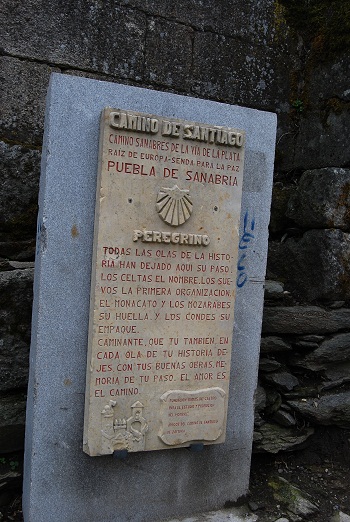 CAMINO DE SANTIAGO
CAMINO SANABRES DE LA VIA DE LA PLATA
RAIZ DE EUROPA-SENDA PARA LA PAZ
PUEBLA DE SANABRIA
PEREGRINO
TODAS LAS OLAS DE LA HIS-
TORIA HAN DEJADO AQUI SU PASO,
LOS CELTAS EL NOMBRE, LOS SUE-
VOS LA PRIMERA ORGANIZACION,
EL MONACATO Y LOS MOZARABES
SU HUELLA, Y LOS CONDES SU
EMPAQUE.
CAMINANTE, QUE TU TAMBIEN, EN
CADA OLA DE TU HISTORIA DE-
JES CON TUS BUENAS OBRAS, ME-
MORIA DE TU PASO. EL AMOR ES
EL CAMINO.